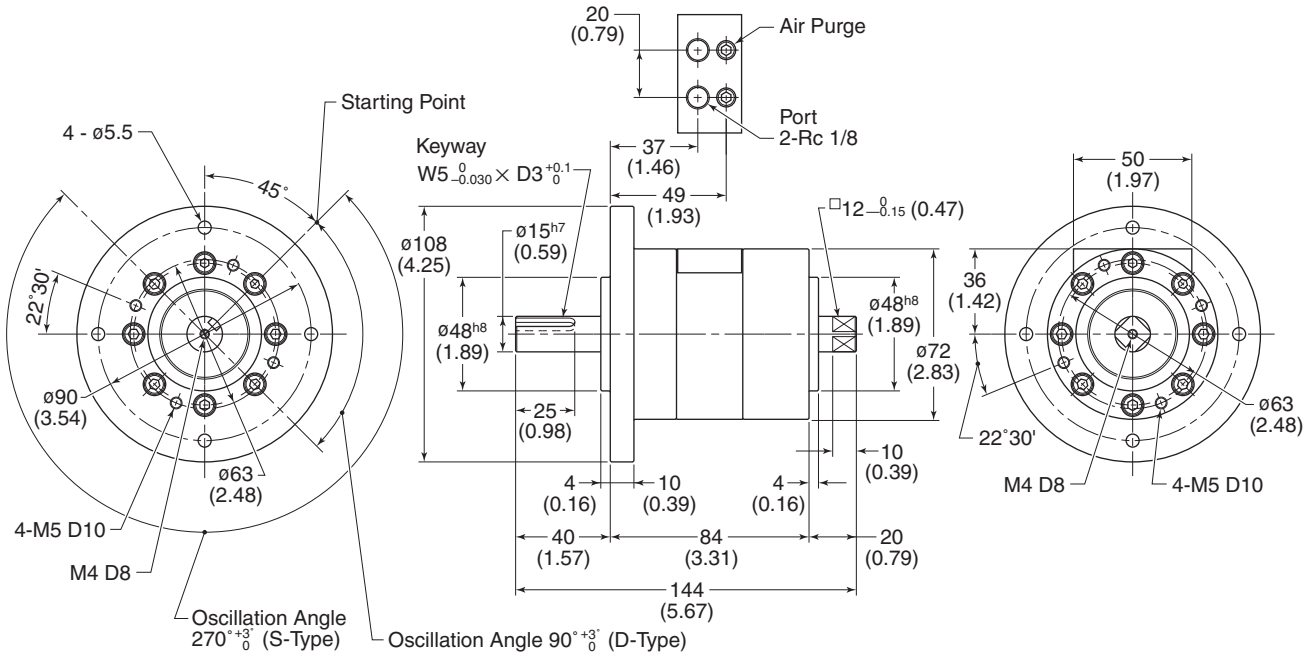 20
(0.79)
Air Purge
Port
2-Rc 1/8
Starting Point
4 - ø5.5
45°
22°30'
ø90
(3.54)
ø63
(2.48)
4-M5 D10
M4 D8
Oscillation Angle
270° +3° 0 (S-Type)
Oscillation Angle 90° +3° 0 (D-Type)
Keyway
W5 0 -0.030 × D3 +0.1 0
37
(1.46)
49
(1.93)
ø108
(4.25)
ø15h7
(0.59)
ø48h8
(1.89)
25
(0.98)
4
(0.16)
10
(0.39)
40
(1.57)
84
(3.31)
144
(5.67)
□12 0 -0.15 (0.47)
ø48h8
(1.89)
ø72
(2.83)
10
(0.39)
4
(0.16)
20
(0.79)
50
(1.97)
36
(1.42)
22°30'
ø63
(2.48)
M4 D8
4-M5 D10